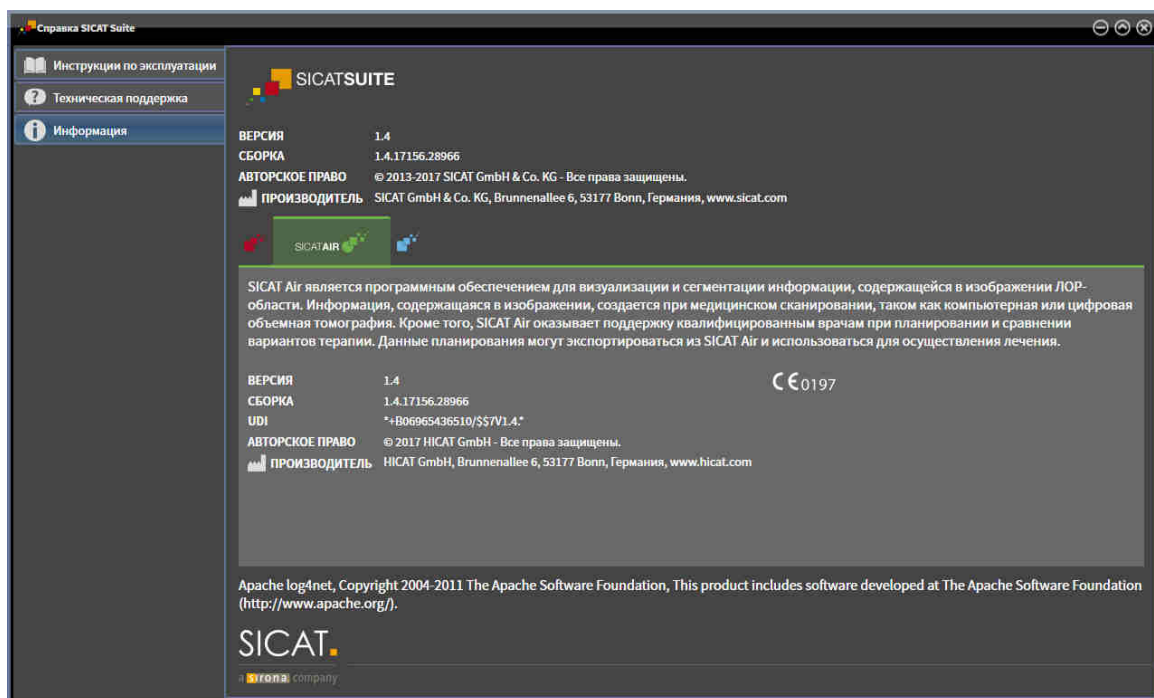 Справка SICAT Suite
Инструкции по эксплуатации
Техническая поддержка
Информация
SICATSUITE
ВЕРСИЯ 1.4
СБОРКА 1.4.17156.28966
АВТОРСКОЕ ПРАВО © 2013-2017 SICAT GmbH & Co. KG - Все права защищены.
ПРОИЗВОДИТЕЛЬ SICAT GmbH & Co. KG, Brunnenallee 6, 53177 Bonn, Германия, www.sicat.com
SICATAIR
SICAT Air является программным обеспечением для визуализации и сегментации информации, содержащейся в изображении ЛОР-
области. Информация, содержащаяся в изображении, создается при медицинском сканировании, таком как компьютерная или цифровая
объемная томография. Кроме того, SICAT Air оказывает поддержку квалифицированным врачам при планировании и сравнении
вариантов терапии. Данные планирования могут экспортироваться из SICAT Air и использоваться для осуществления лечения.
ВЕРСИЯ 1.4 CE0197
СБОРКА 1.4.17156.28966
UDI *+B06965436510/$$7V1.4.*
АВТОРСКОЕ ПРАВО © 2017 HICAT GmbH - Все права защищены.
ПРОИЗВОДИТЕЛЬ HICAT GmbH, Brunnenallee 6, 53177 Bonn, Германия, www.hicat.com
Apache log4net, Copyright 2004-2011 The Apache Software Foundation, This product includes software developed at The Apache Software Foundation
(http://www.apache.org/).
SICAT.
a sirona company